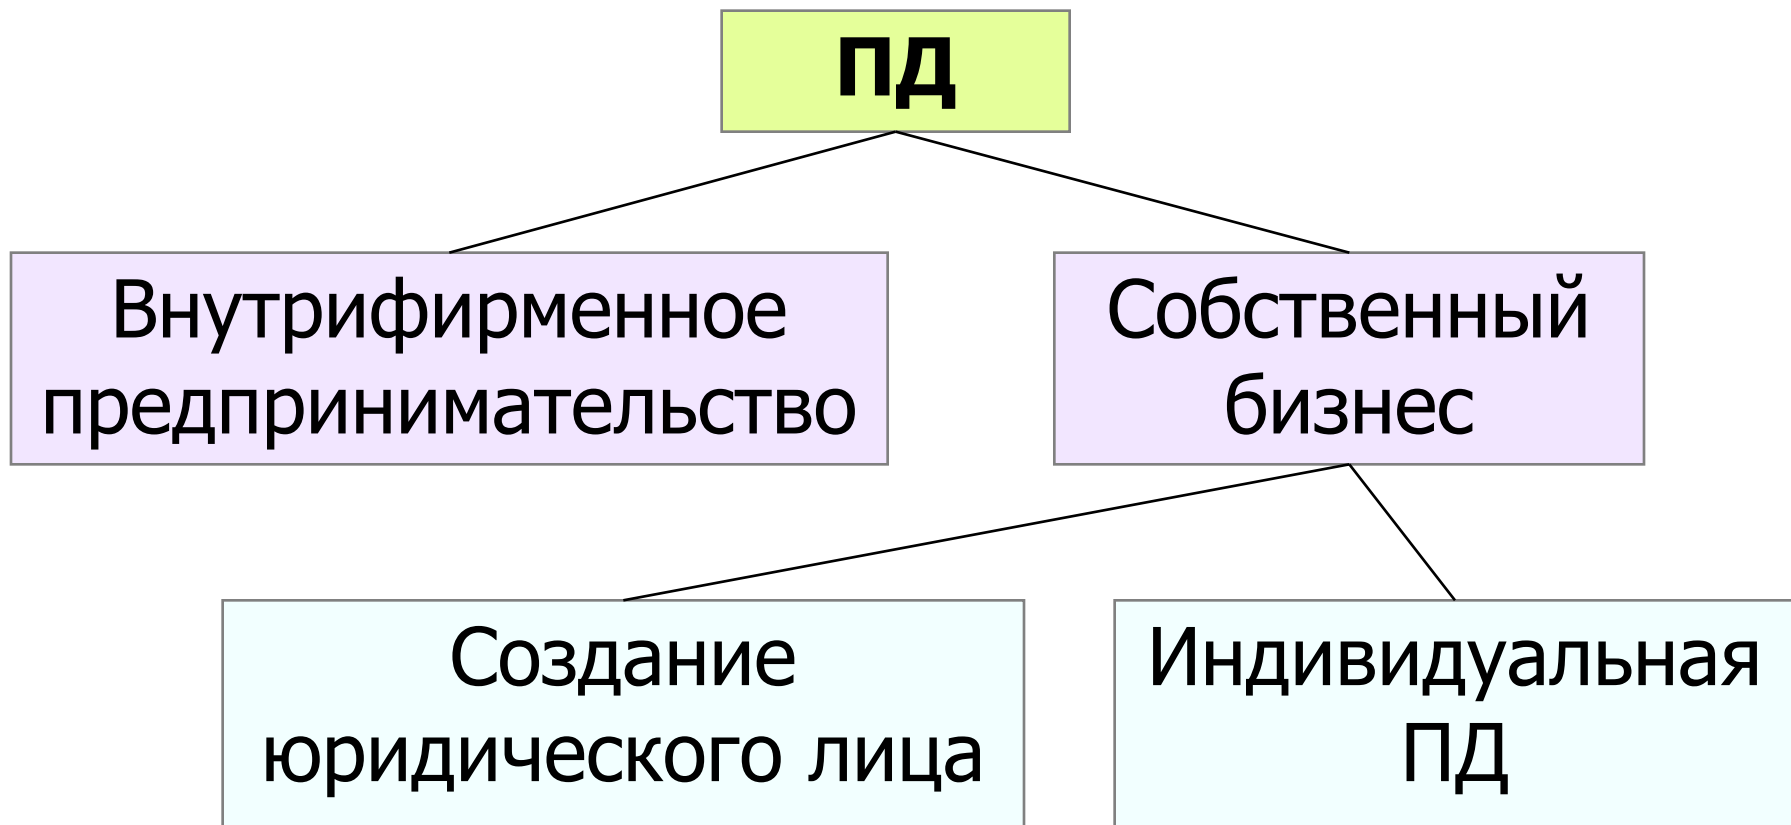 ПД
Внутрифирменное
предпринимательство
Собственный
бизнес
Создание
юридического лица
Индивидуальная
ПД